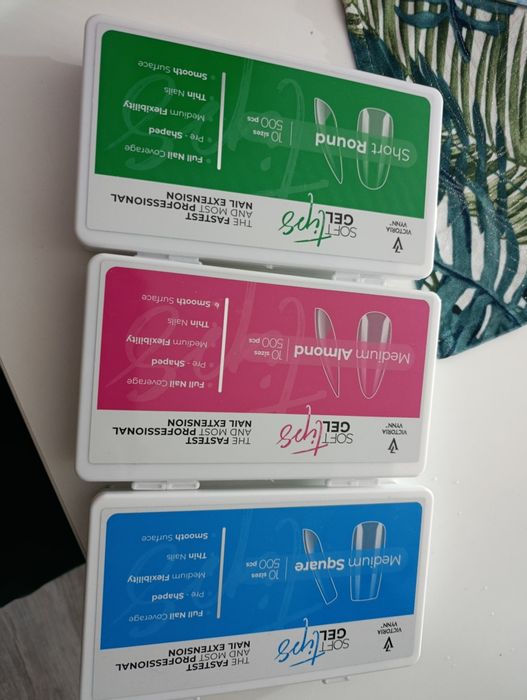 VICTORIA
VYNN™
SOFT
GEL
tips
THE FASTEST
AND MOST PROFESSIONAL
NAIL EXTENSION
Medium Square
10 sizes
500 pcs
Full Nail Coverage
Pre - Shaped
Medium Flexibility
Thin Nails
Smooth Surface
VICTORIA
VYNN™
SOFT
GEL
tips
THE FASTEST
AND MOST PROFESSIONAL
NAIL EXTENSION
Medium Almond
10 sizes
500 pcs
Full Nail Coverage
Pre - Shaped
Medium Flexibility
Thin Nails
Smooth Surface
VICTORIA
VYNN™
SOFT
GEL
tips
THE FASTEST
AND MOST PROFESSIONAL
NAIL EXTENSION
Short Round
10 sizes
500 pcs
Full Nail Coverage
Pre - Shaped
Medium Flexibility
Thin Nails
Smooth Surface